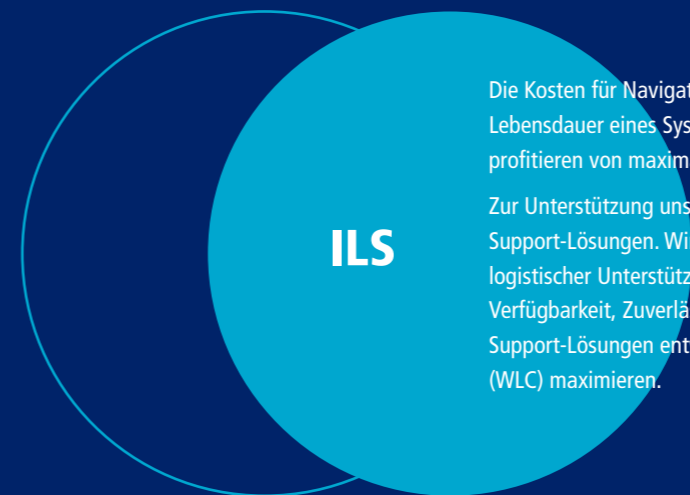 ILS
Die Kosten für Navigat
Lebensdauer eines Sys
profitieren von maxim
Zur Unterstützung uns
Support-Lösungen. Wi
logistischer Unterstütz
Verfügbarkeit, Zuverlä
Support-Lösungen ent
(WLC) maximieren.